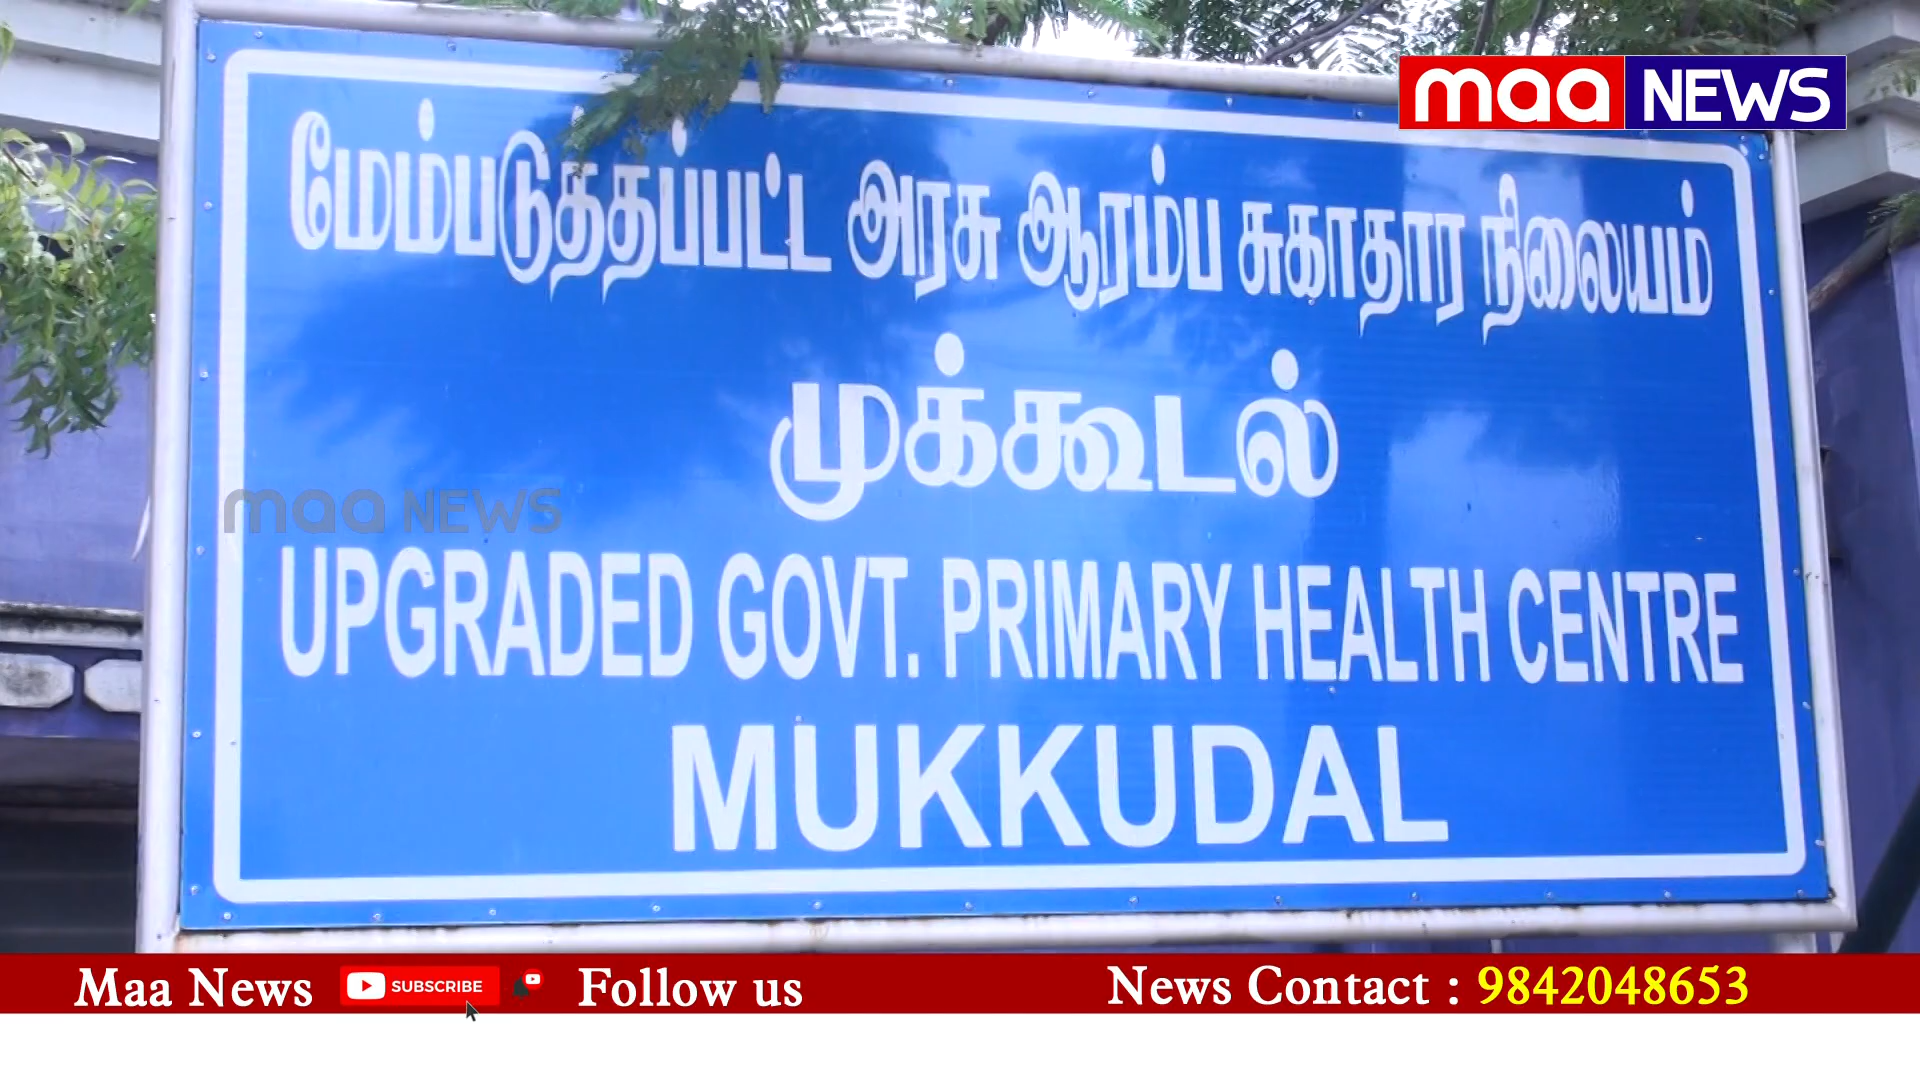 maa NEWS
மேம்படுத்தப்பட்ட அரசு ஆரம்ப சுகாதார நிலையம்
முக்கூடல்
maa NEWS
UPGRADED GOVT. PRIMARY HEALTH CENTRE
MUKKUDAL
Maa News SUBSCRIBE Follow us News Contact : 9842048653